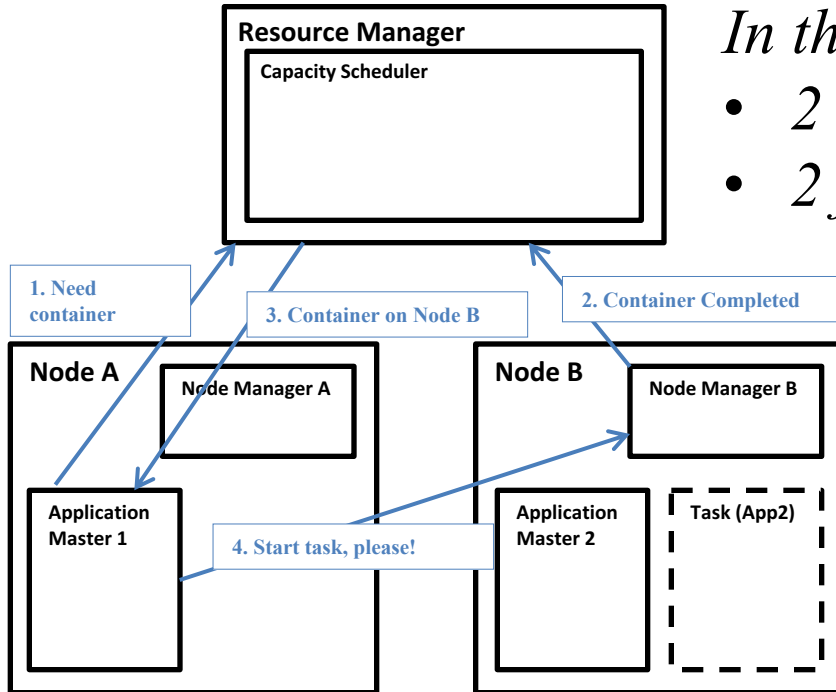 Resource Manager
Capacity Scheduler
In th
• 2
• 2
1. Need
container
3. Container on Node B
2. Container Completed
Node A
Node Manager A
Application
Master 1
4. Start task, please!
Node B
Node Manager B
Application
Master 2
Task (App2)